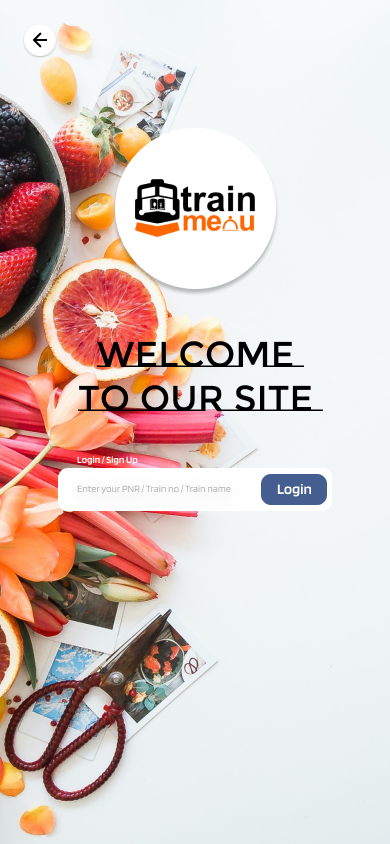 train
menu
WELCOME
TO OUR SITE
Login / Sign Up
Enter your PNR / Train no / Train name
Login